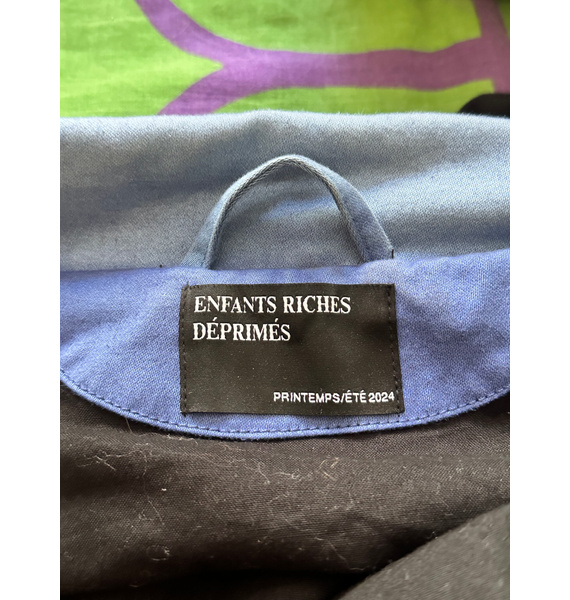 ENFANTS RICHES
DÉPRIMÉS
PRINTEMPS/ÉTÉ 2024